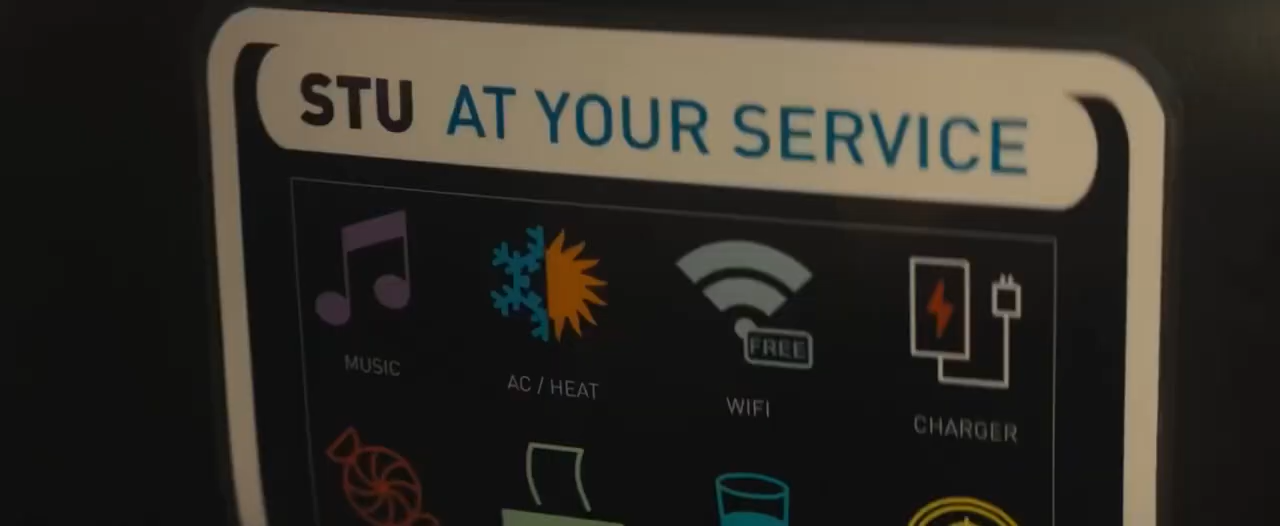 STU AT YOUR SERVICE
FREE
MUSIC
AC / HEAT
WIFI
CHARGER